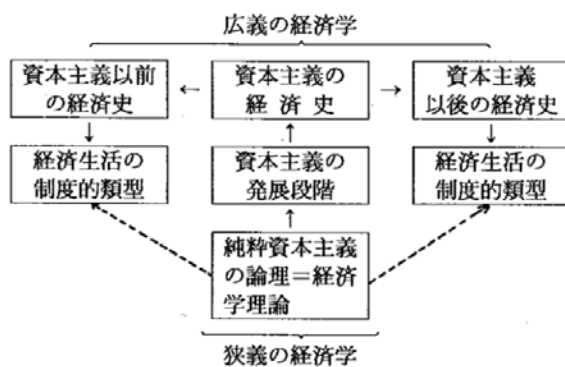 広義の経済学
資本主義以前
の経済史
資本主義の
経済史
資本主義
以後の経済史
経済生活の
制度的類型
資本主義の
発展段階
経済生活の
制度的類型
純粋資本主義
の論理=経済
学理論
狭義の経済学